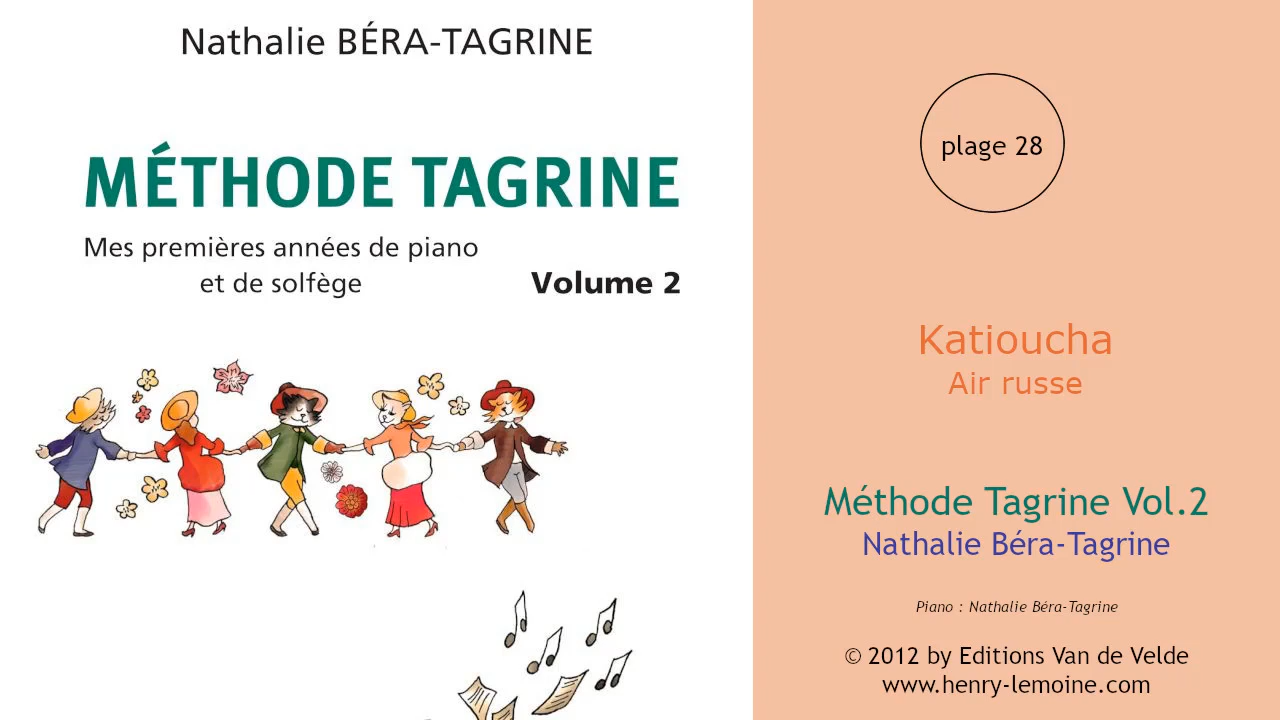 Nathalie BÉRA-TAGRINE
MÉTHODE TAGRINE
Mes premières années de piano
et de solfège
Volume 2
plage 28
Katioucha
Air russe
Méthode Tagrine Vol.2
Nathalie Béra-Tagrine
Piano : Nathalie Béra-Tagrine
© 2012 by Editions Van de Velde
www.henry-lemoine.com